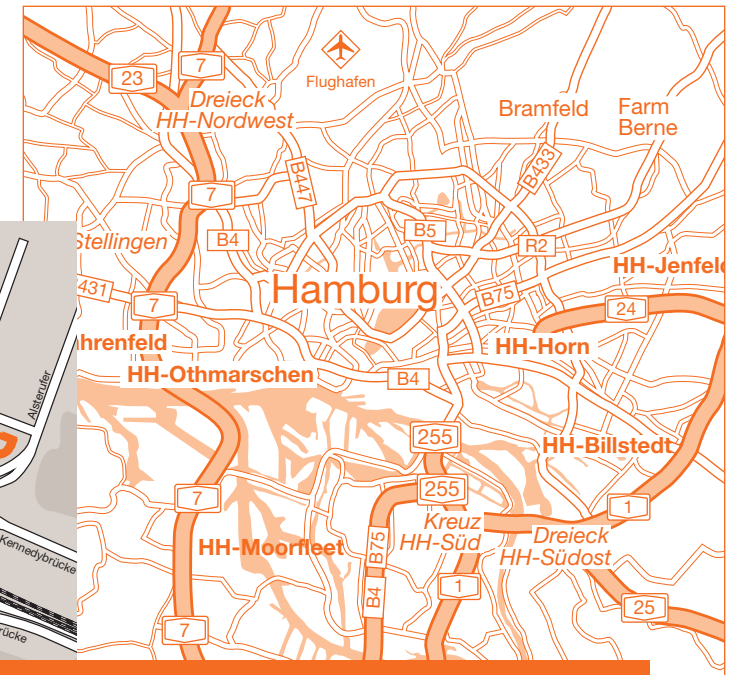 7
23
Flughafen
Dreieck
HH-Nordwest
Bramfeld
Farm
Berne
B447
B433
7
Stellingen
B4
B5
R2
HH-Jenfeld
431
7
Hamburg
B75
24
hrenfeld
HH-Horn
HH-Othmarschen
B4
Alsterufer
255
HH-Billstedt
255
7
1
Kreuz
HH-Süd
Dreieck
HH-Südost
HH-Moorfleet
B75
Kennedybrücke
B4
1
25
7
rücke